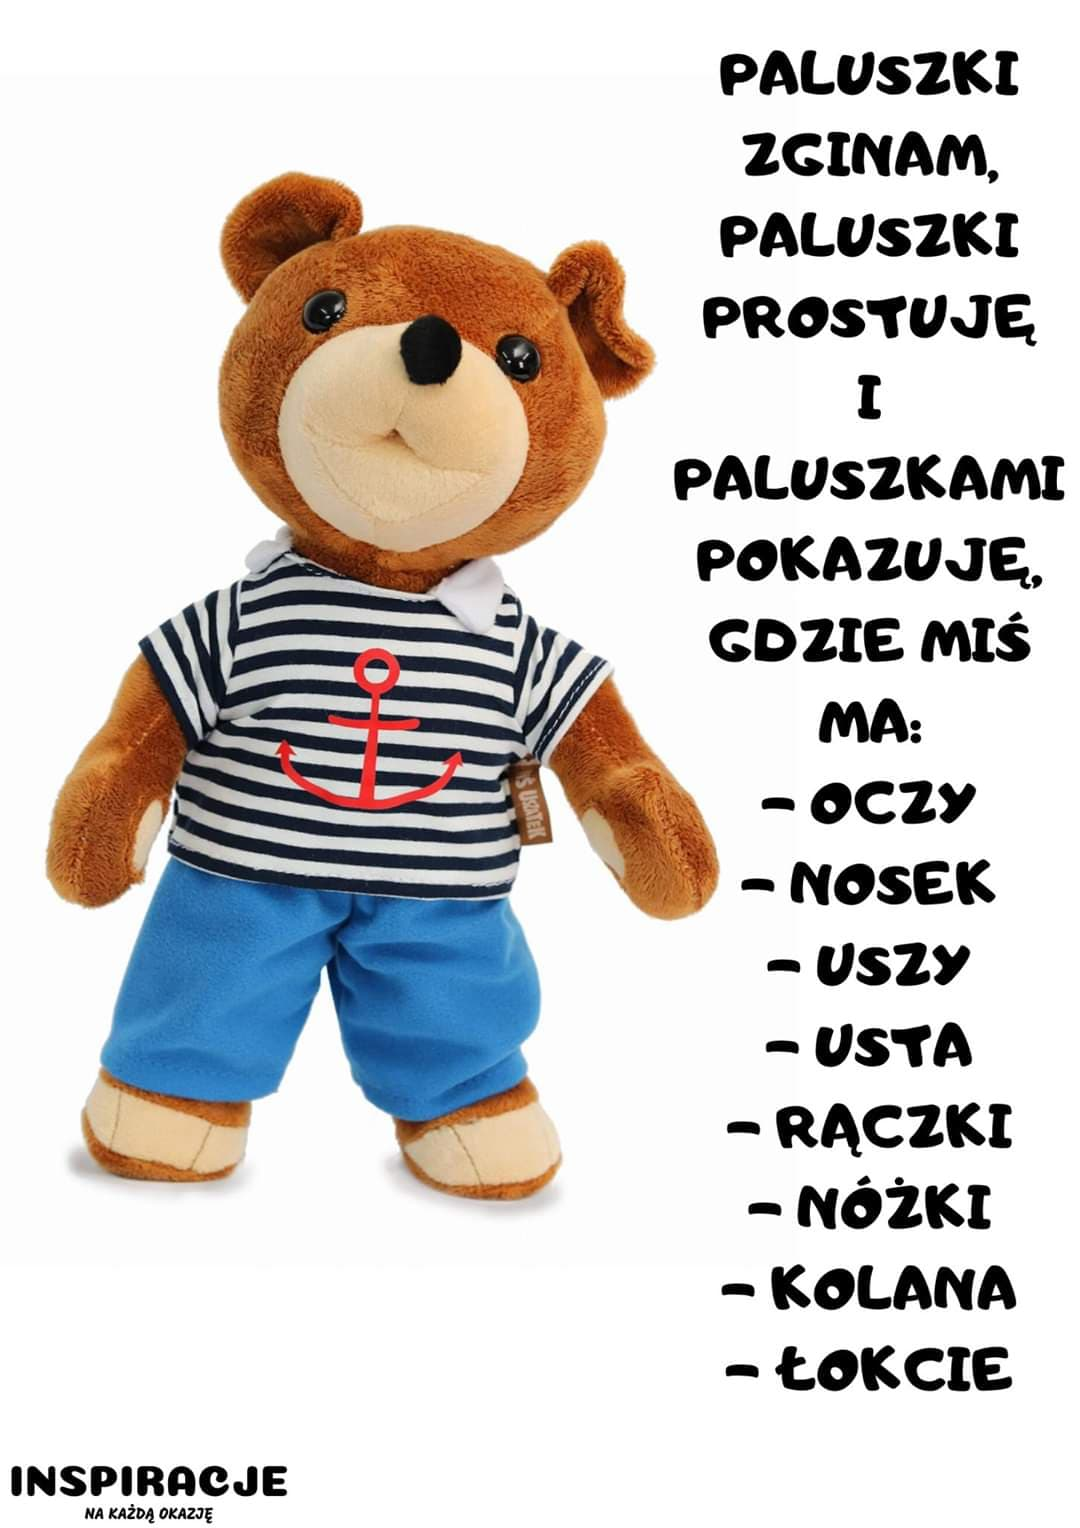 PALUSZKI
ZGINAM,
PALUSZKI
PROSTUJĘ
I
PALUSZKAMI
POKAZUJĘ,
GDZIE MIŚ
MA:
- OCZY
- NOSEK
- USZY
- USTA
- RĄCZKI
- NÓŻKI
- KOLANA
- ŁOKCIE
Ś USZATEK
INSPIRACJE
NA KAŻDĄ OKAZJĘ